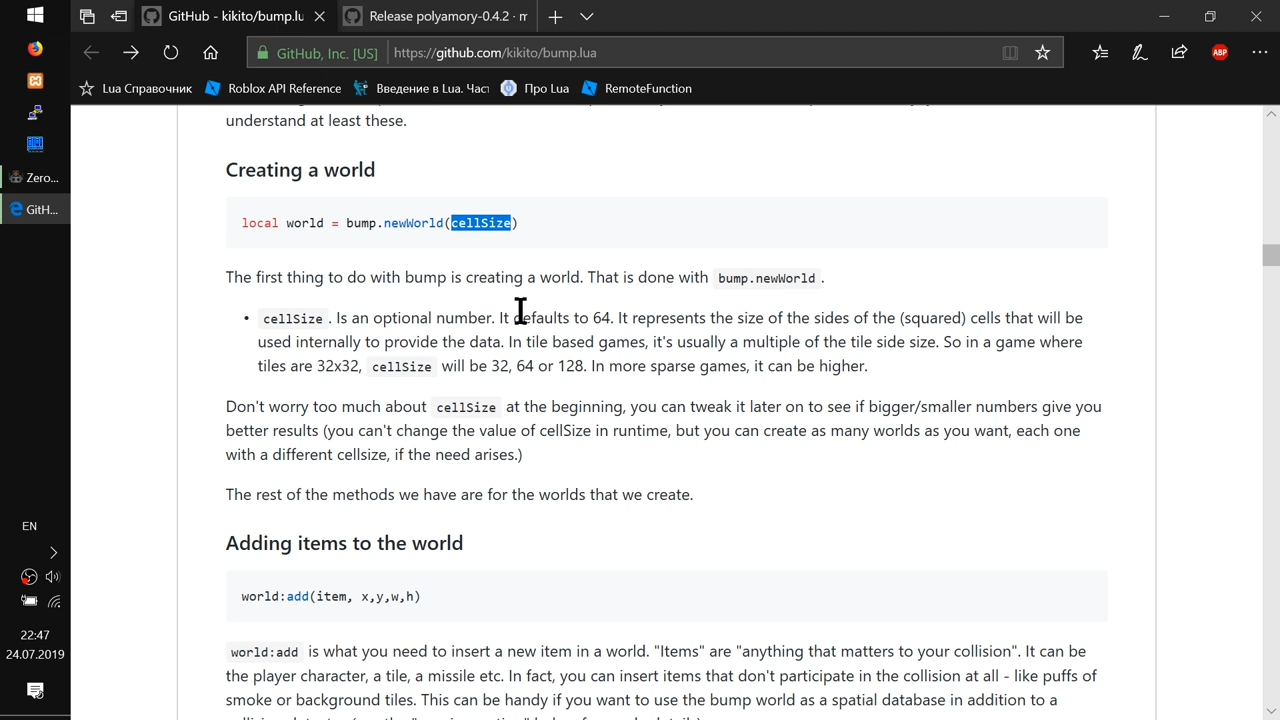 GitHub - kikito/bump.lu
Release polyamory-0.4.2 · m
GitHub, Inc. [US]
https://github.com/kikito/bump.lua
ABP
Lua Справочник
Roblox API Reference
Введение в Lua. Част
Про Lua
RemoteFunction
Zero...
GitH...
understand at least these.
Creating a world
local world = bump.newWorld(cellSize)
The first thing to do with bump is creating a world. That is done with bump.newWorld .
• cellSize . Is an optional number. It defaults to 64. It represents the size of the sides of the (squared) cells that will be
used internally to provide the data. In tile based games, it's usually a multiple of the tile side size. So in a game where
tiles are 32x32, cellSize will be 32, 64 or 128. In more sparse games, it can be higher.
Don't worry too much about cellSize at the beginning, you can tweak it later on to see if bigger/smaller numbers give you
better results (you can't change the value of cellSize in runtime, but you can create as many worlds as you want, each one
with a different cellsize, if the need arises.)
The rest of the methods we have are for the worlds that we create.
Adding items to the world
world:add(item, x,y,w,h)
world:add is what you need to insert a new item in a world. "Items" are "anything that matters to your collision". It can be
the player character, a tile, a missile etc. In fact, you can insert items that don't participate in the collision at all - like puffs of
smoke or background tiles. This can be handy if you want to use the bump world as a spatial database in addition to a
EN
22:47
24.07.2019